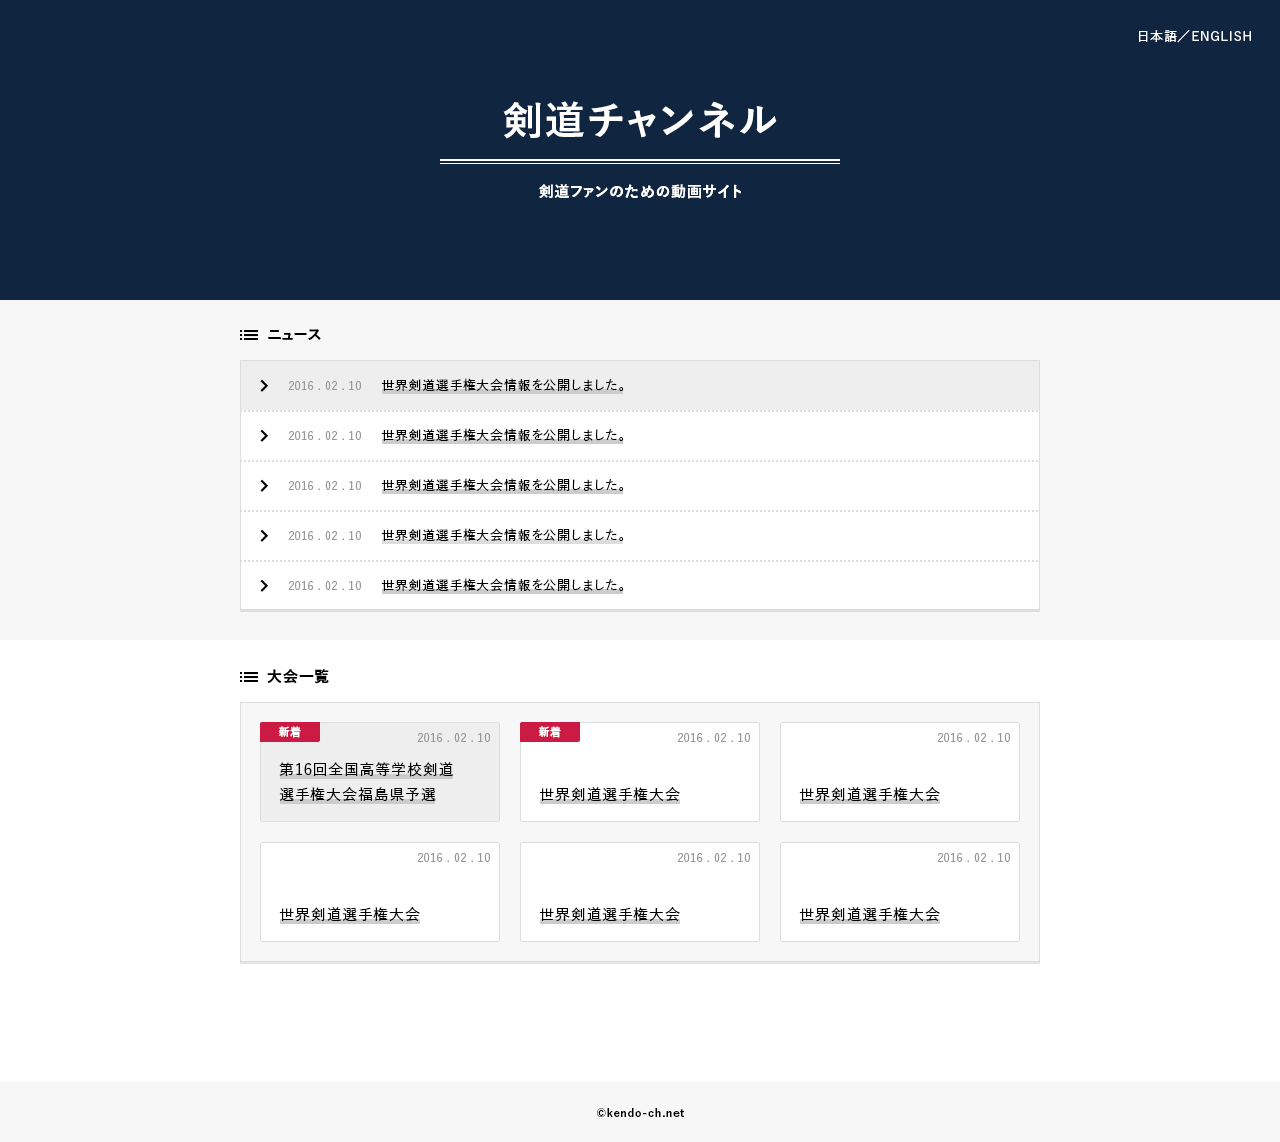 日本語／ENGLISH
剣道チャンネル
剣道ファンのための動画サイト
ニュース
2016 . 02 . 10 世界剣道選手権大会情報を公開しました。
2016 . 02 . 10 世界剣道選手権大会情報を公開しました。
2016 . 02 . 10 世界剣道選手権大会情報を公開しました。
2016 . 02 . 10 世界剣道選手権大会情報を公開しました。
2016 . 02 . 10 世界剣道選手権大会情報を公開しました。
大会一覧
新着
2016 . 02 . 10
第16回全国高等学校剣道
選手権大会福島県予選
新着
2016 . 02 . 10
世界剣道選手権大会
2016 . 02 . 10
世界剣道選手権大会
2016 . 02 . 10
世界剣道選手権大会
2016 . 02 . 10
世界剣道選手権大会
2016 . 02 . 10
世界剣道選手権大会
©kendo-ch.net